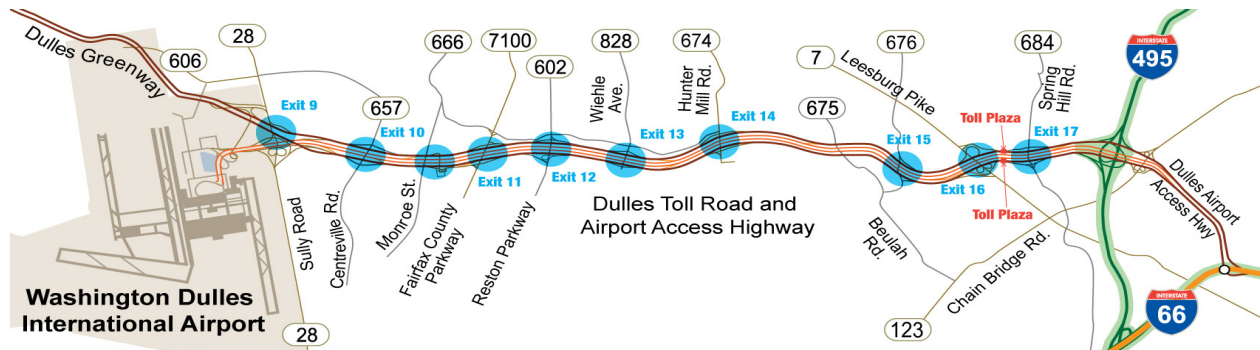 Dulles Greenway
606
28
666
7100
602
828
674
7
676
684
INTERSTATE
495
Leesburg Pike
Wiehle
Ave.
Hunter
Mill Rd.
Spring
Hill Rd.
675
657
Exit 9
Exit 10
Exit 11
Exit 12
Exit 13
Exit 14
Exit 15
Exit 16
Exit 17
Toll Plaza
Toll Plaza
Sully Road
Centreville Rd.
Monroe St.
Fairfax County
Parkway
Reston Parkway
Dulles Toll Road and
Airport Access Highway
Beulah
Rd.
Chain Bridge Rd.
Dulles Airport
Access Hwy
Washington Dulles
International Airport
28
123
INTERSTATE
66